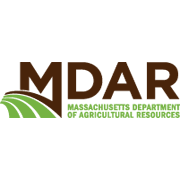 MDAR
MASSACHUSETTS DEPARTMENT
OF AGRICULTURAL RESOURCES